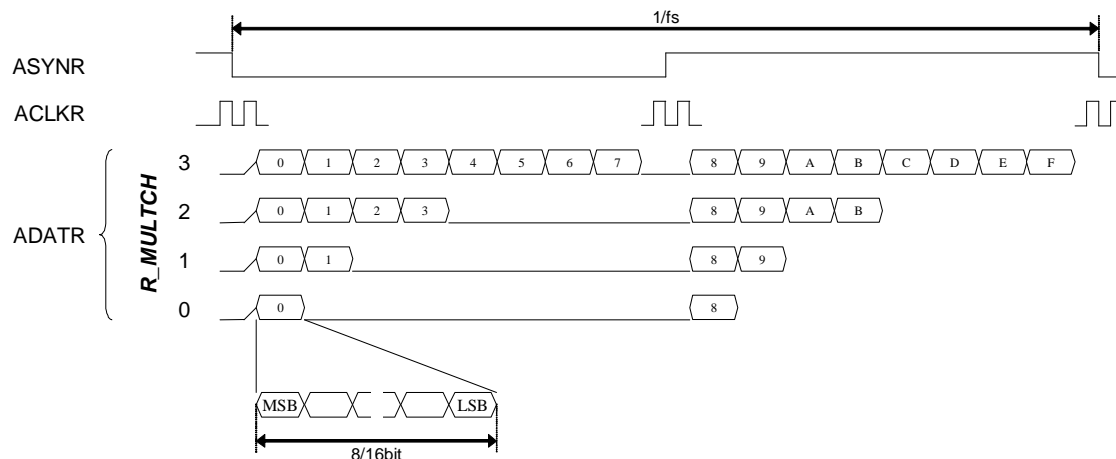 1/fs
ASYNR
ACLKR
3 0 1 2 3 4 5 6 7 8 9 A B C D E F
2 0 1 2 3 8 9 A B
ADATR
R_MULTCH
1 0 1 8 9
0 0 8
MSB LSB
8/16bit